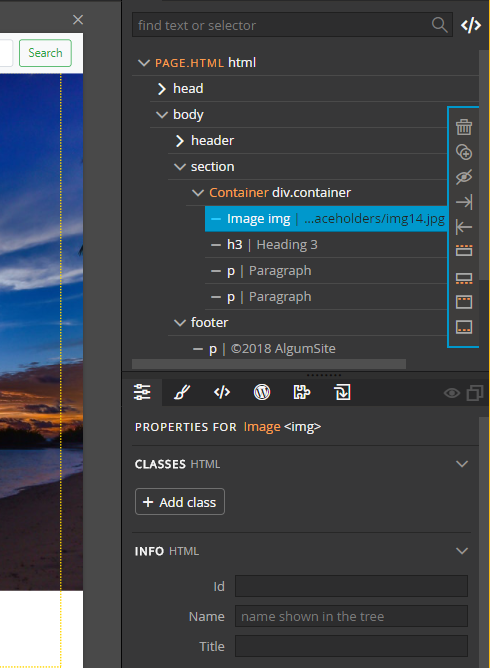 find text or selector
Search
PAGE.HTML html
head
body
header
section
Container div.container
Image img | ...aceholders/img14.jpg
h3 | Heading 3
p | Paragraph
p | Paragraph
footer
p | ©2018 AlgumSite
PROPERTIES FOR Image <img>
CLASSES HTML
+ Add class
INFO HTML
Id
Name name shown in the tree
Title